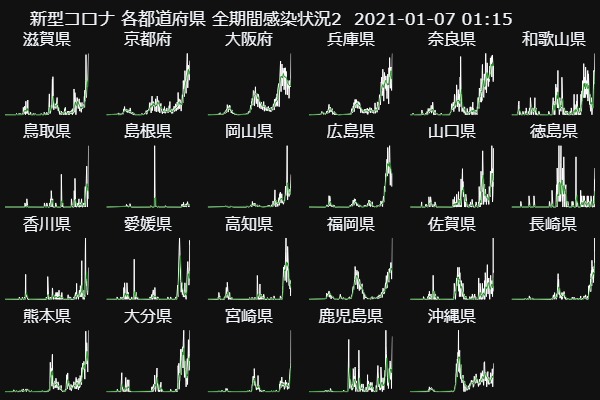 新型コロナ 各都道府県 全期間感染状況2 2021-01-07 01:15
滋賀県 京都府 大阪府 兵庫県 奈良県 和歌山県
鳥取県 島根県 岡山県 広島県 山口県 徳島県
香川県 愛媛県 高知県 福岡県 佐賀県 長崎県
熊本県 大分県 宮崎県 鹿児島県 沖縄県